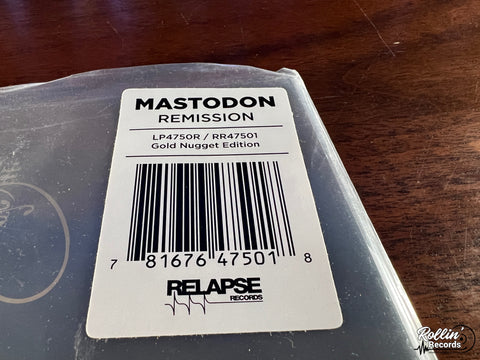 MASTODON
REMISSION
LP4750R / RR47501
Gold Nugget Edition
7 81676 47501 8
RELAPSE
RECORDS
Rollin'
Records